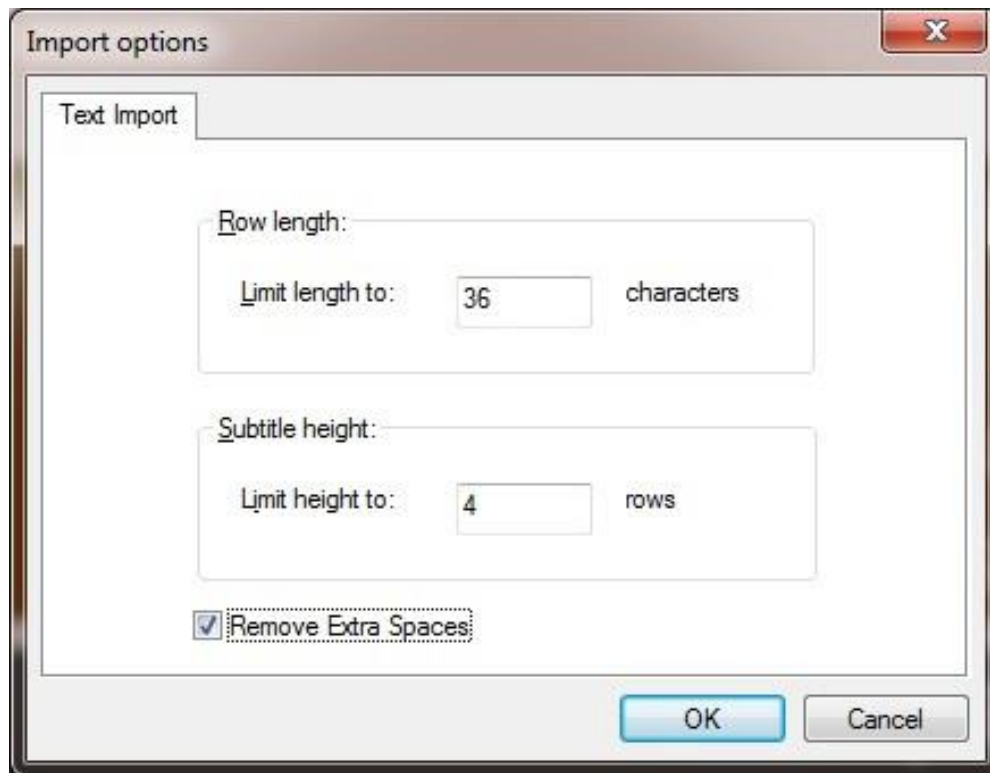 Import options
Text Import
Row length:
Limit length to: 36 characters
Subtitle height:
Limit height to: 4 rows
Remove Extra Spaces
OK Cancel